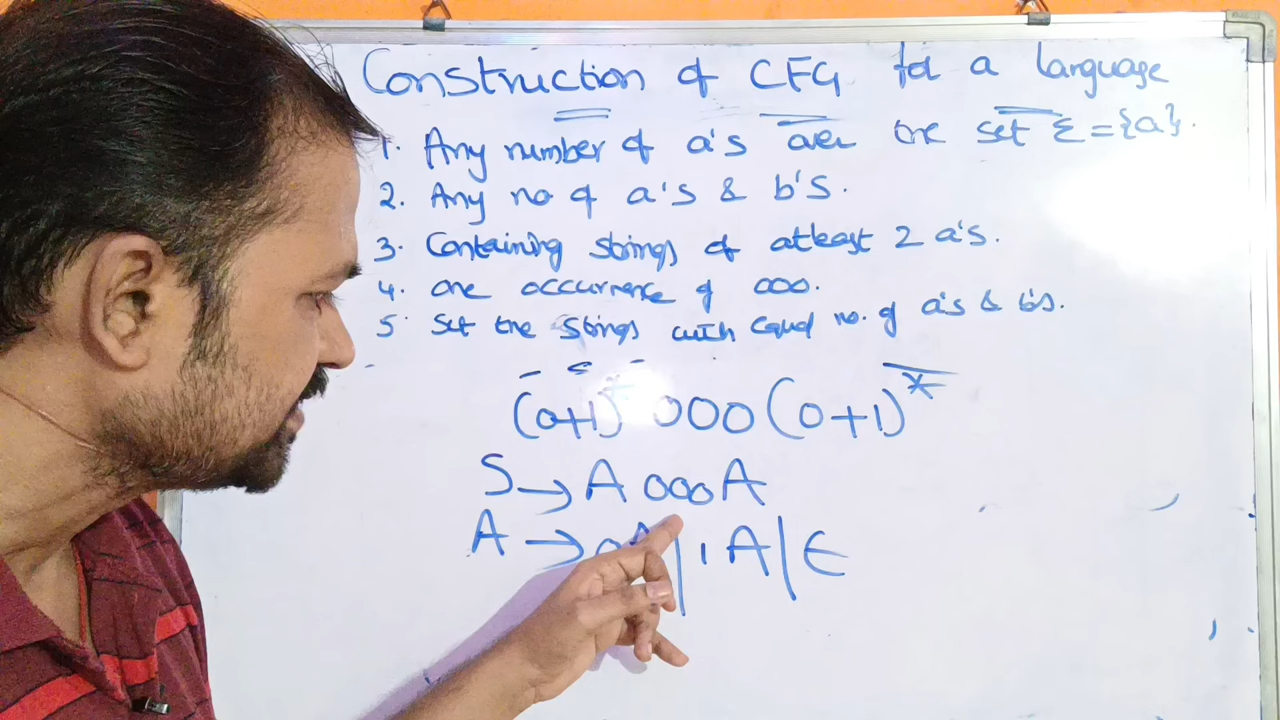 Construction of CFG for a language
1. Any number of a's over the set Σ={a}.
2. Any no of a's & b's.
3. Containing strings of atleast 2 a's.
4. one occurrence of 000.
5. Set the strings with equal no. of a's & b's.
(0+1)* 000 (0+1)*
S → A 000 A
A → 0A | 1A | ϵ